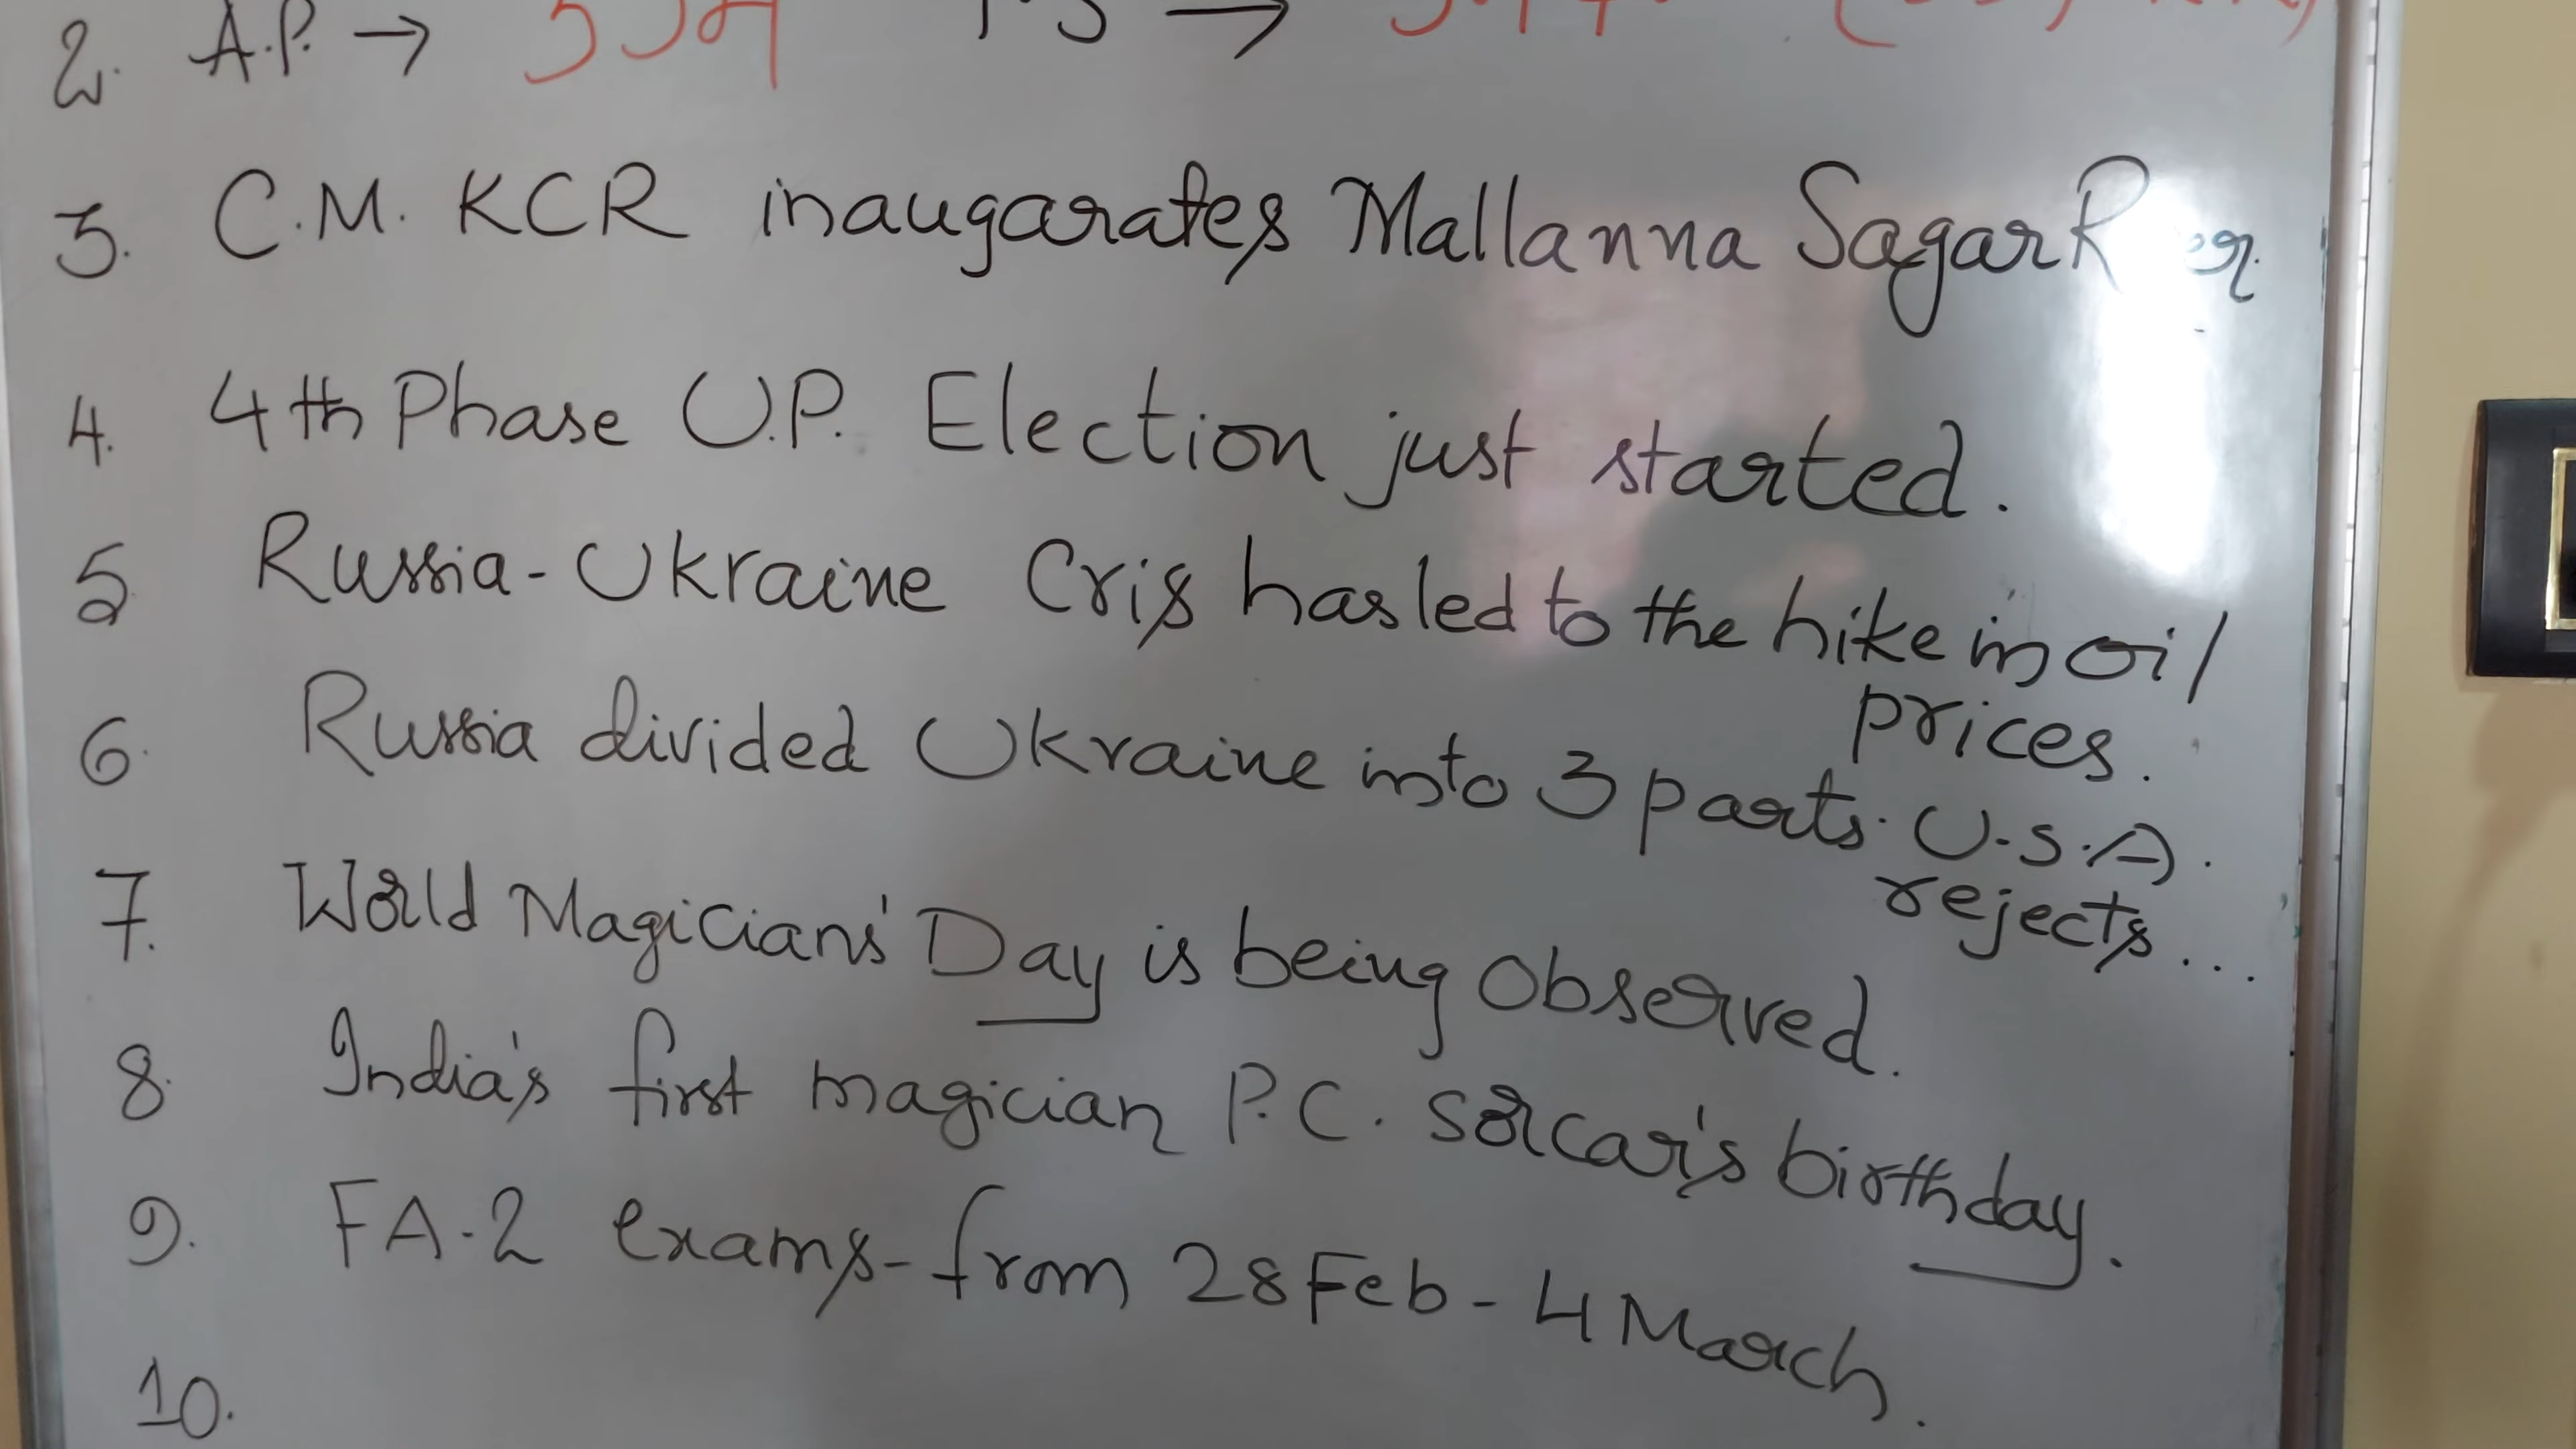 2. A.P. →
3. C.M. KCR inaugarates Mallanna Sagar
4. 4th Phase U.P. Election just started.
5 Russia-Ukraine Cris has led to the hike in oil
prices.
6. Russia divided Ukraine into 3 parts. U.S.A.
rejects...
7. World Magicians' Day is being observed.
8. India's first magician P.C. sorcar's birthday.
9. FA-2 exams-from 28 Feb - 4 March.
10.